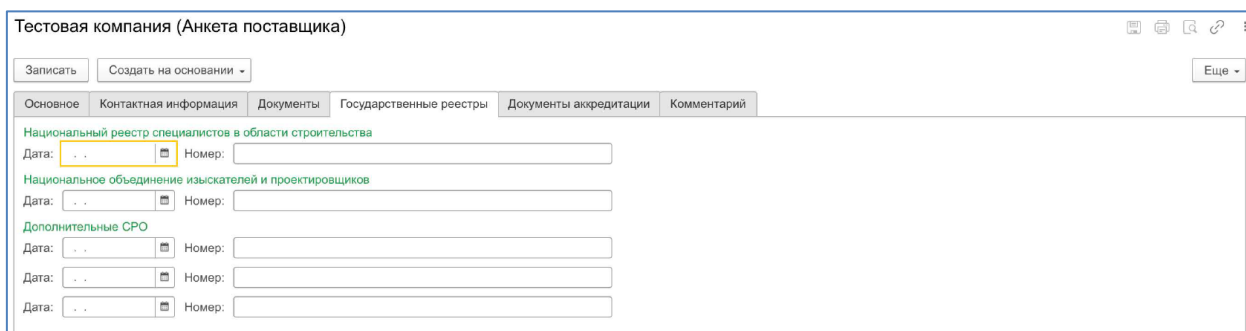 Тестовая компания (Анкета поставщика)
Записать Создать на основании Еще
Основное Контактная информация Документы Государственные реестры Документы аккредитации Комментарий
Национальный реестр специалистов в области строительства
Дата: . . Номер:
Национальное объединение изыскателей и проектировщиков
Дата: . . Номер:
Дополнительные СРО
Дата: . . Номер:
Дата: . . Номер:
Дата: . . Номер: